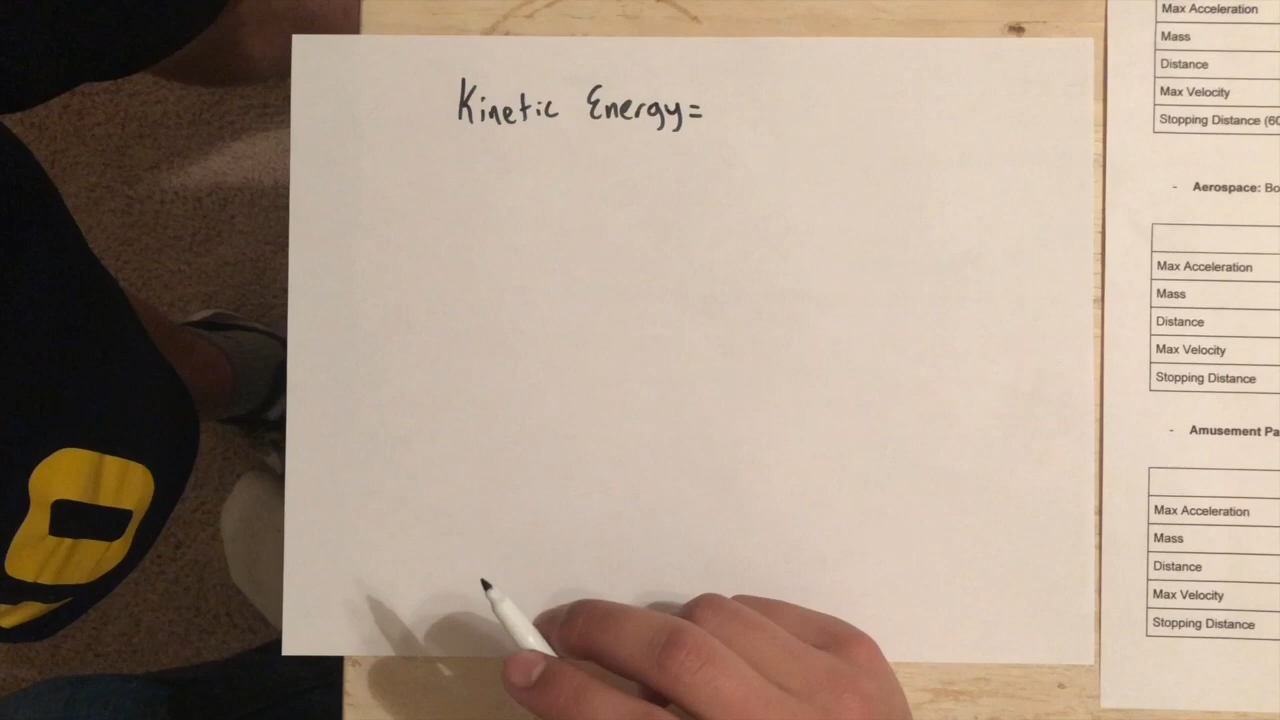 Kinetic Energy=
Max Acceleration
Mass
Distance
Max Velocity
Stopping Distance (60
- Aerospace: Bo
Max Acceleration
Mass
Distance
Max Velocity
Stopping Distance
- Amusement Pa
Max Acceleration
Mass
Distance
Max Velocity
Stopping Distance